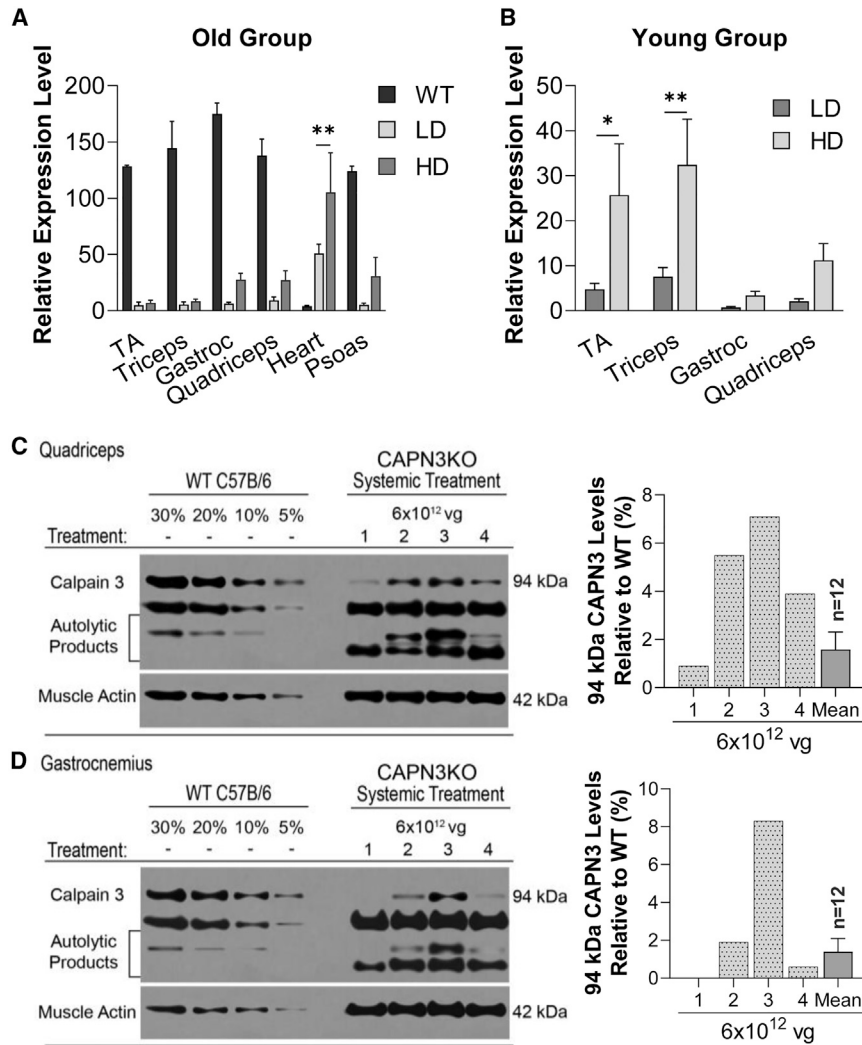 A
Old Group
Relative Expression Level
200
150
100
50
0
WT
LD
HD
**
TA
Triceps
Gastroc
Quadriceps
Heart
Psoas
B
Young Group
Relative Expression Level
50
40
30
20
10
0
LD
HD
*
**
TA
Triceps
Gastroc
Quadriceps
C Quadriceps
WT C57B/6
CAPN3KO
Systemic Treatment
30% 20% 10% 5%
6x10¹² vg
Treatment: - - - - 1 2 3 4
Calpain 3
94 kDa
Autolytic
Products
Muscle Actin
42 kDa
94 kDa CAPN3 Levels
Relative to WT (%)
8
6
4
2
0
n=12
1 2 3 4 Mean
6x10¹² vg
D Gastrocnemius
WT C57B/6
CAPN3KO
Systemic Treatment
30% 20% 10% 5%
6x10¹² vg
Treatment: - - - - 1 2 3 4
Calpain 3
94 kDa
Autolytic
Products
Muscle Actin
42 kDa
94 kDa CAPN3 Levels
Relative to WT (%)
10
8
6
4
2
0
n=12
1 2 3 4 Mean
6x10¹² vg